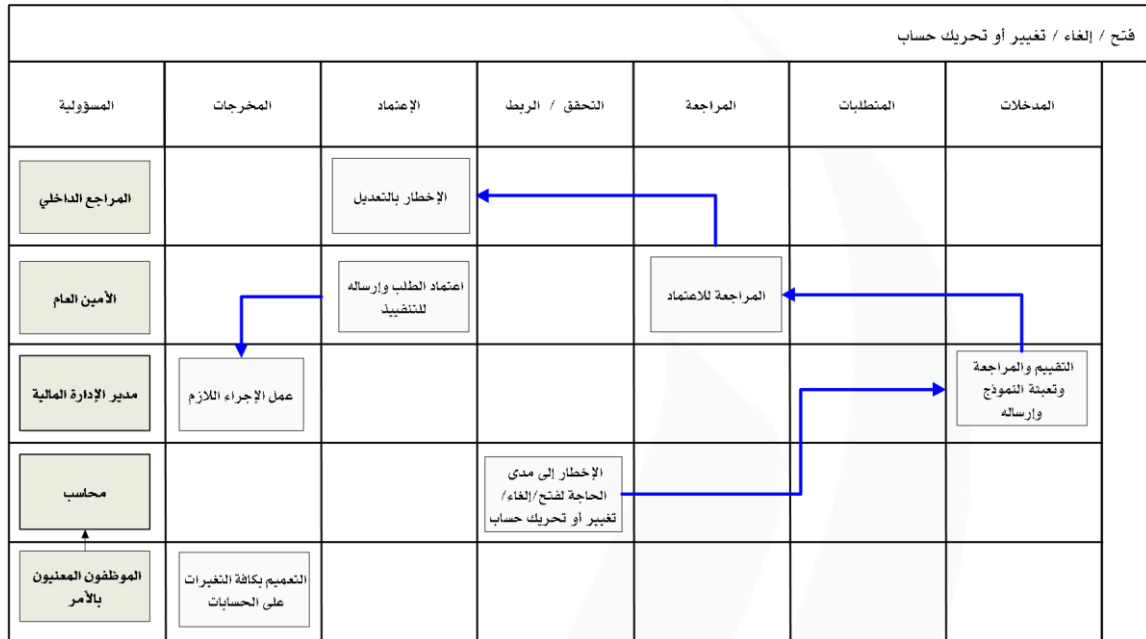 فتح / إلغاء / تغيير أو تحريك حساب
المدخلات
المتطلبات
المراجعة
التحقق / الربط
الإعتماد
المخرجات
المسؤولية
الإخطار بالتعديل
المراجع الداخلي
المراجعة للاعتماد
اعتماد الطلب وإرساله
للتنفييذ
الأمين العام
التقييم والمراجعة
وتعبئة النموذج
وإرساله
عمل الإجراء اللازم
مدير الإدارة المالية
الإخطار إلى مدى
الحاجة لفتح/إلغاء/
تغيير أو تحريك حساب
محاسب
التعميم بكافة التغيرات
على الحسابات
الموظفون المعنيون
بالأمر